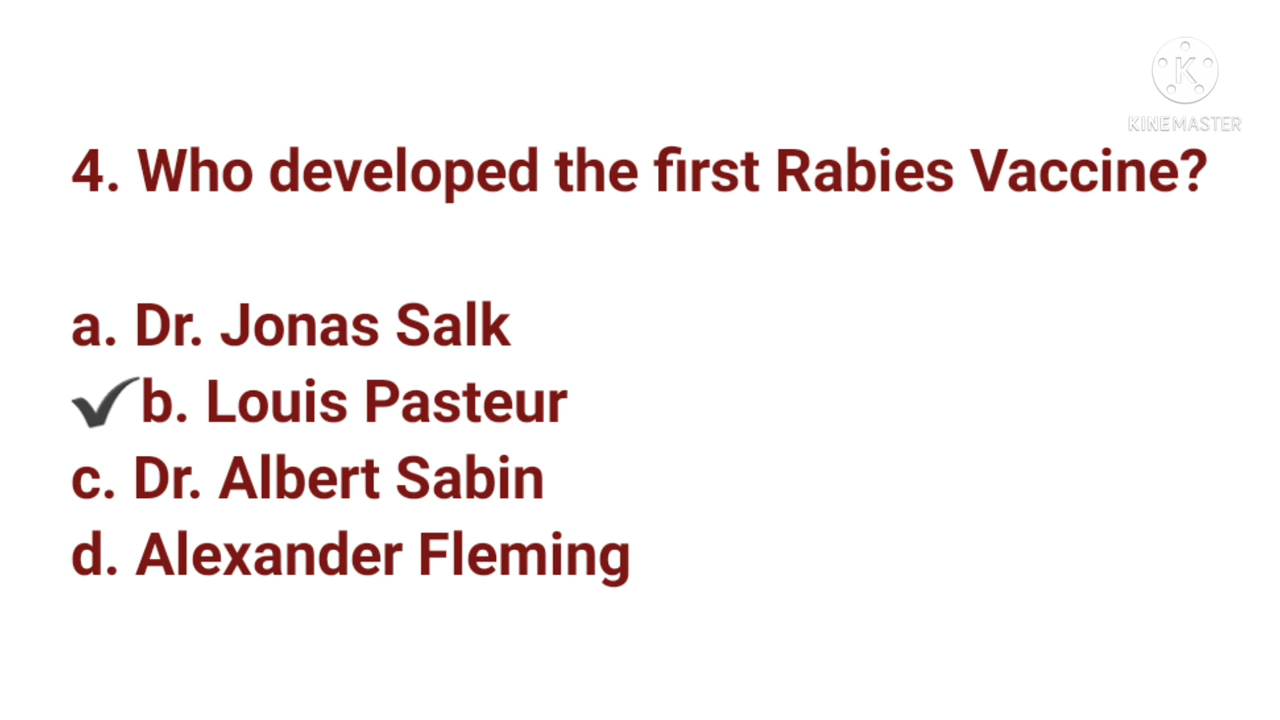 KINEMASTER
4. Who developed the first Rabies Vaccine?
a. Dr. Jonas Salk
✔b. Louis Pasteur
c. Dr. Albert Sabin
d. Alexander Fleming